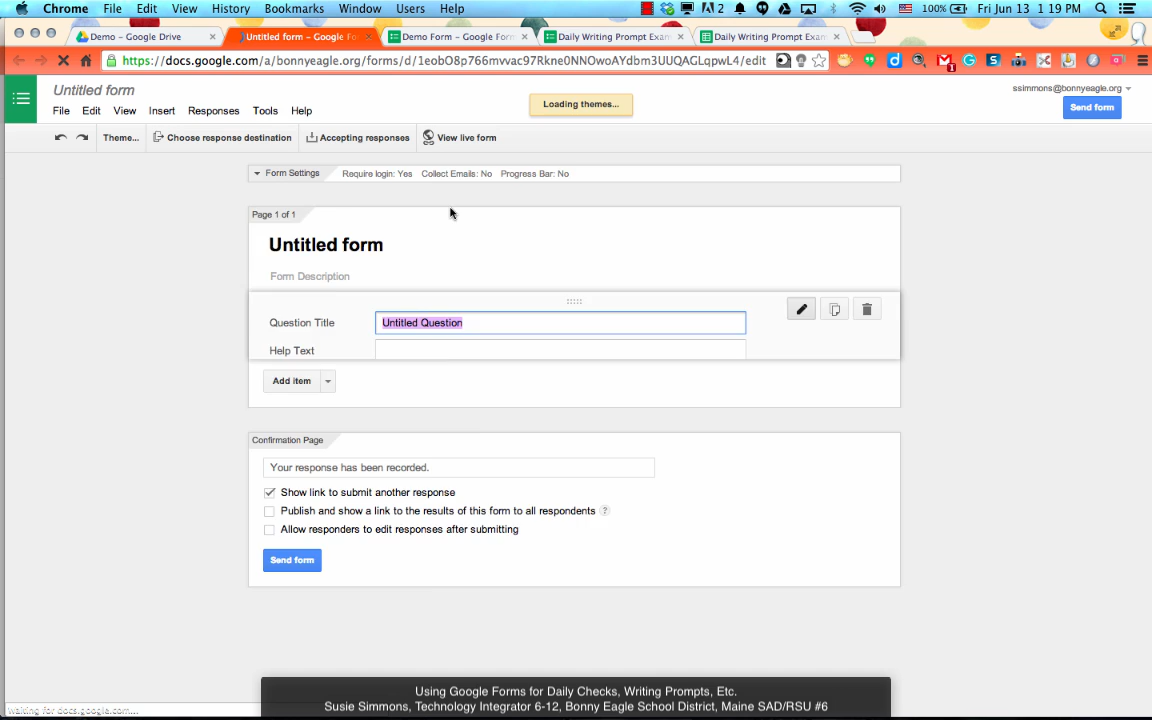 Chrome File Edit View History Bookmarks Window Users Help 2 100% Fri Jun 13 1:19 PM
Demo - Google Drive × Untitled form - Google Fo × Demo Form - Google Form × Daily Writing Prompt Exam × Daily Writing Prompt Exam ×
https://docs.google.com/a/bonnyeagle.org/forms/d/1eobO8p766mvvac97Rkne0NNOwoAYdbm3UUQAGLqpwL4/edit
Untitled form
ssimmons@bonnyeagle.org
Loading themes...
File Edit View Insert Responses Tools Help
Send form
Theme... Choose response destination Accepting responses View live form
Form Settings Require login: Yes Collect Emails: No Progress Bar: No
Page 1 of 1
Untitled form
Form Description
Question Title Untitled Question
Help Text
Add item
Confirmation Page
Your response has been recorded.
Show link to submit another response
Publish and show a link to the results of this form to all respondents ?
Allow responders to edit responses after submitting
Send form
Using Google Forms for Daily Checks, Writing Prompts, Etc.
Susie Simmons, Technology Integrator 6-12, Bonny Eagle School District, Maine SAD/RSU #6
Waiting for docs.google.com...